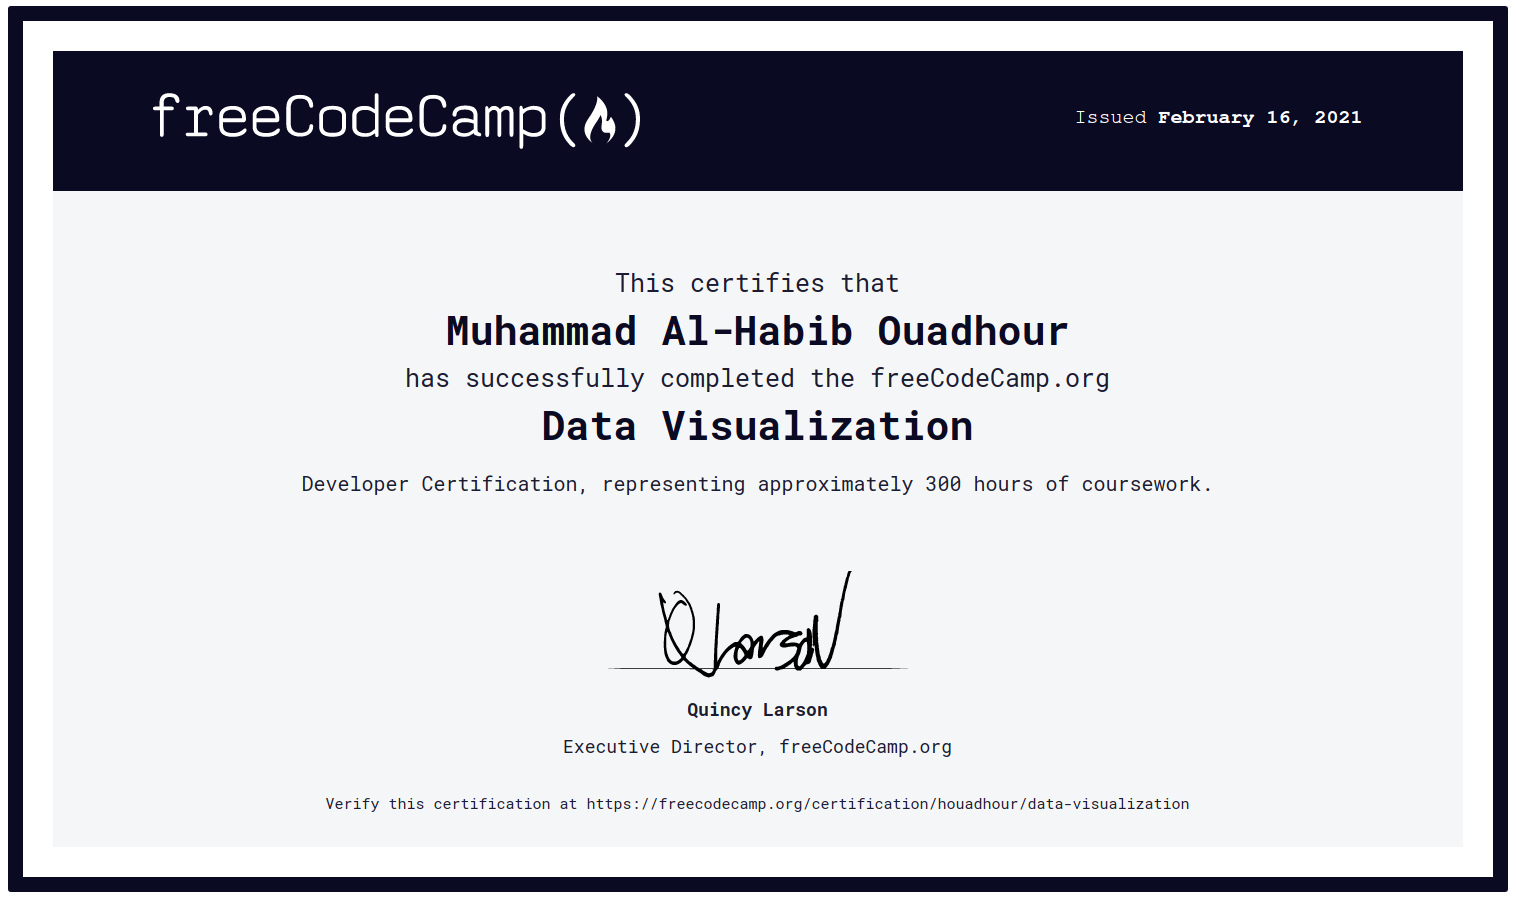 freeCodeCamp
Issued February 16, 2021
This certifies that
Muhammad Al-Habib Ouadhour
has successfully completed the freeCodeCamp.org
Data Visualization
Developer Certification, representing approximately 300 hours of coursework.
Q Larson
Quincy Larson
Executive Director, freeCodeCamp.org
Verify this certification at https://freecodecamp.org/certification/houadhour/data-visualization